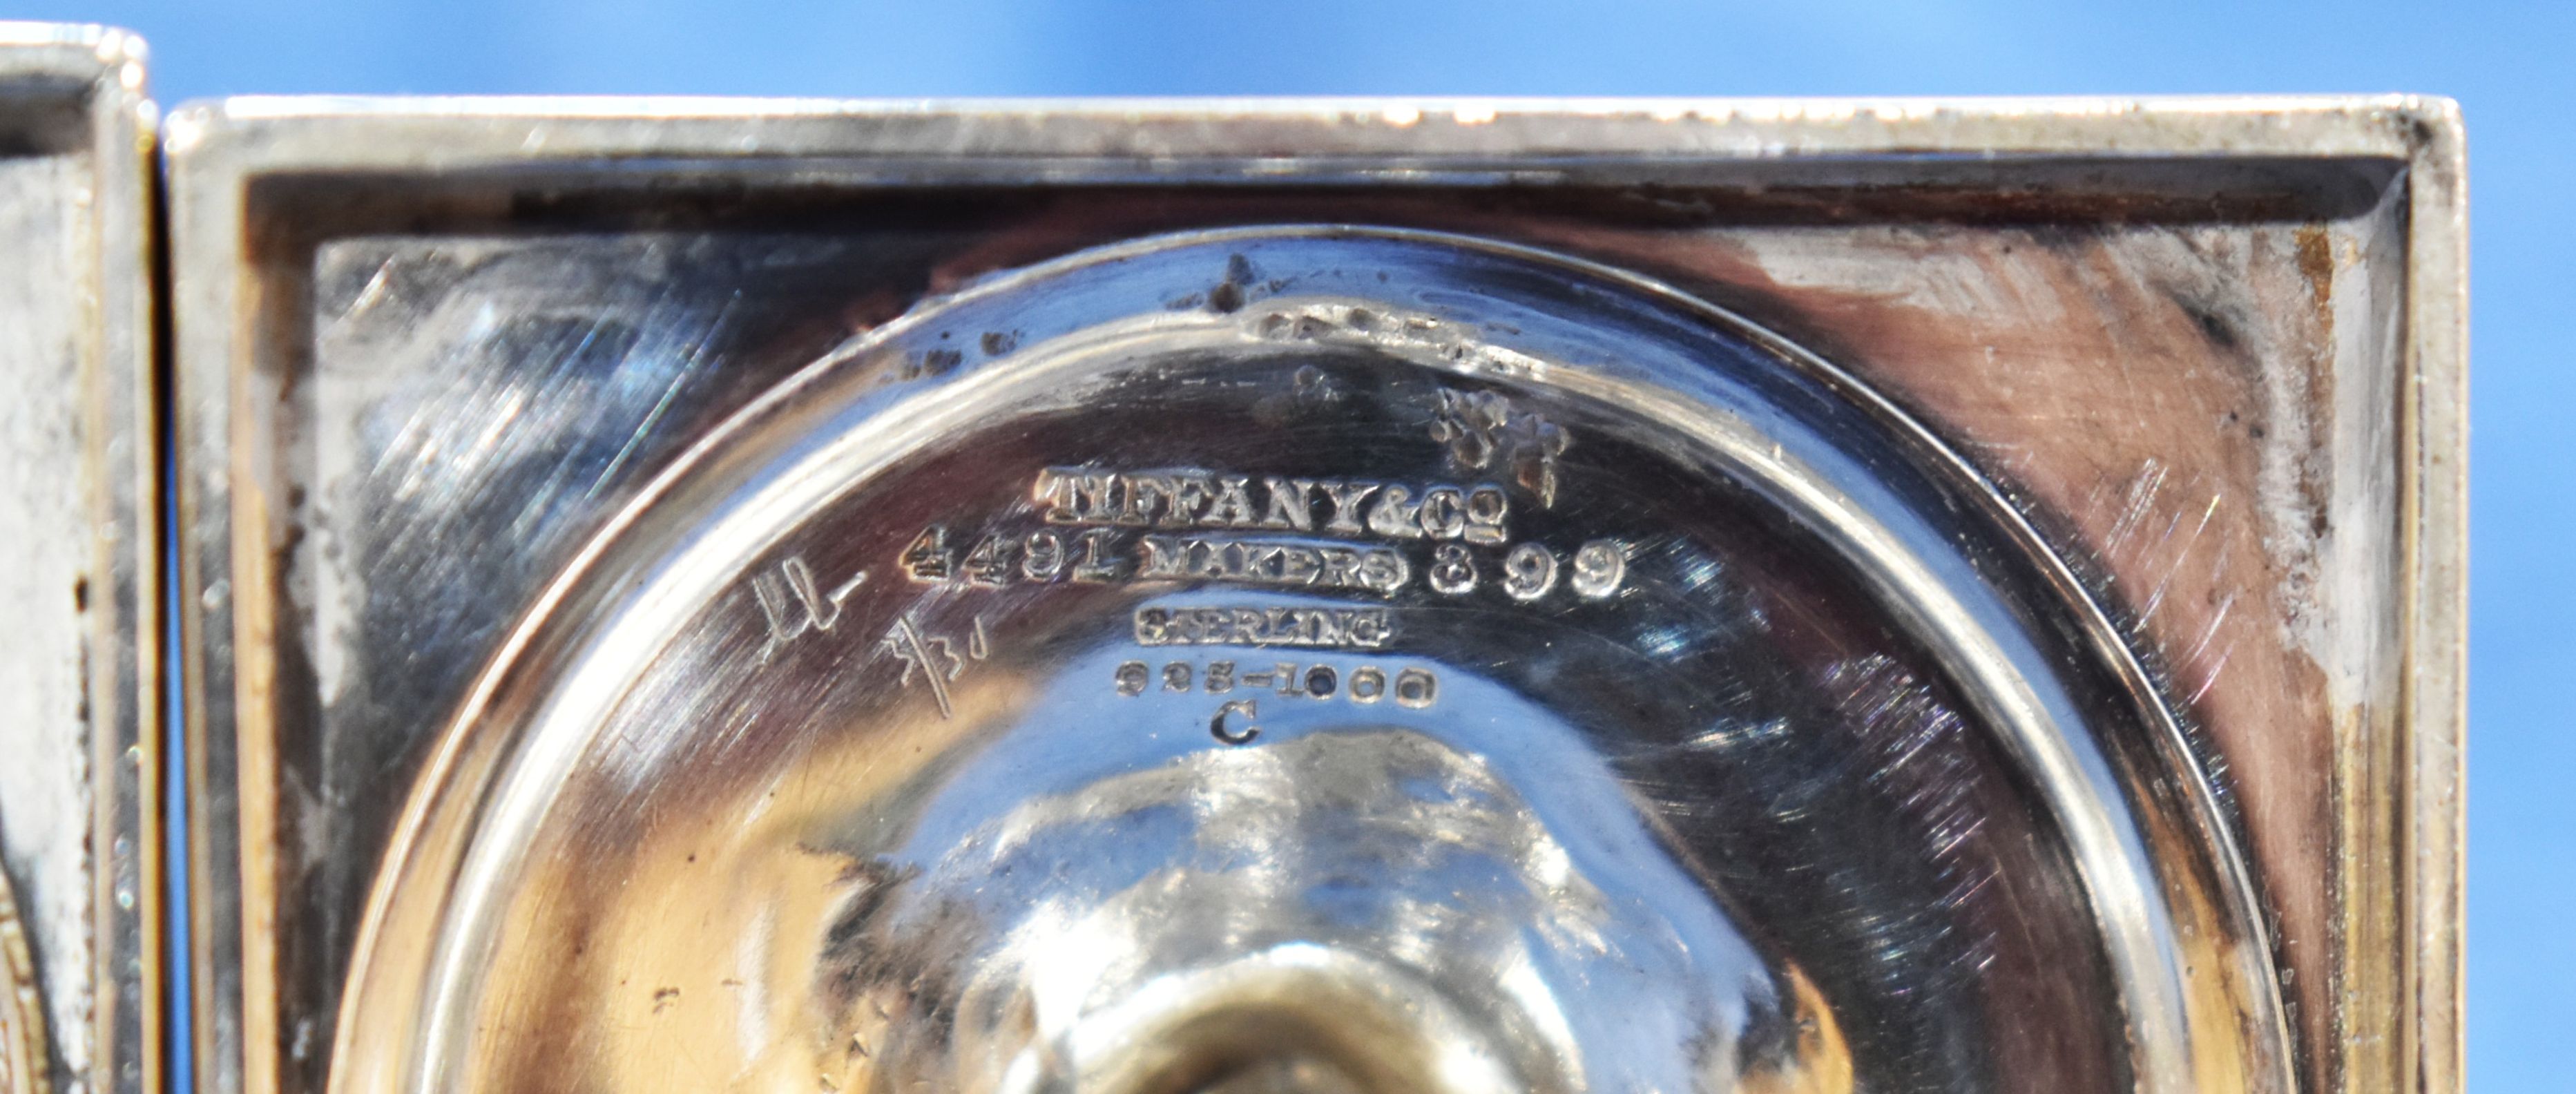 TIFFANY & Co
4491 MAKERS 899
STERLING
925-1000
C